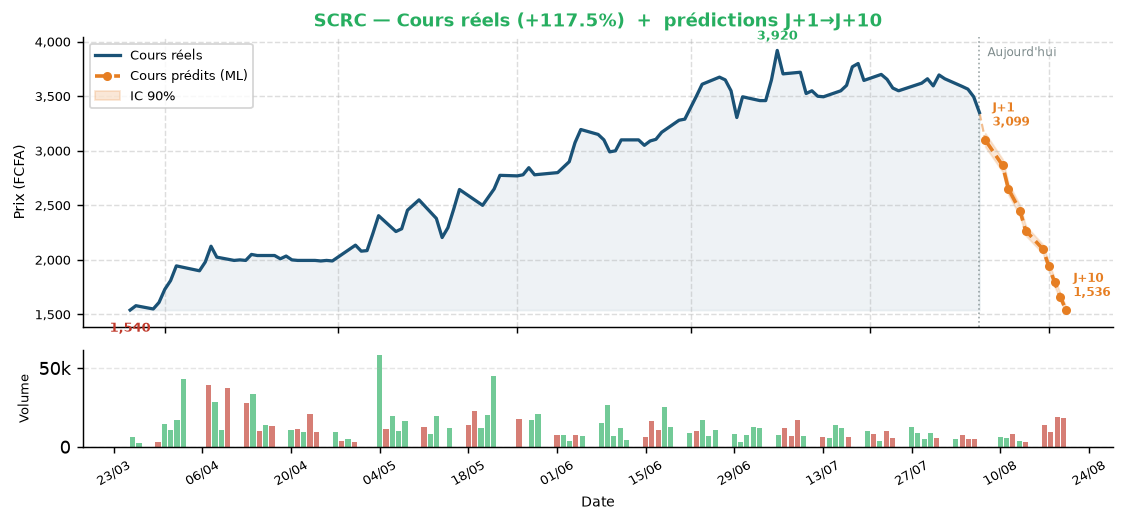 SCRC — Cours réels (+117.5%)  +  prédictions J+1→J+10
3,920
Cours réels
Cours prédits (ML)
IC 90%
Aujourd'hui
J+1
3,099
J+10
1,536
1,540
Prix (FCFA)
4,000
3,500
3,000
2,500
2,000
1,500
Volume
50k
0
23/03
06/04
20/04
04/05
18/05
01/06
15/06
29/06
13/07
27/07
10/08
24/08
Date